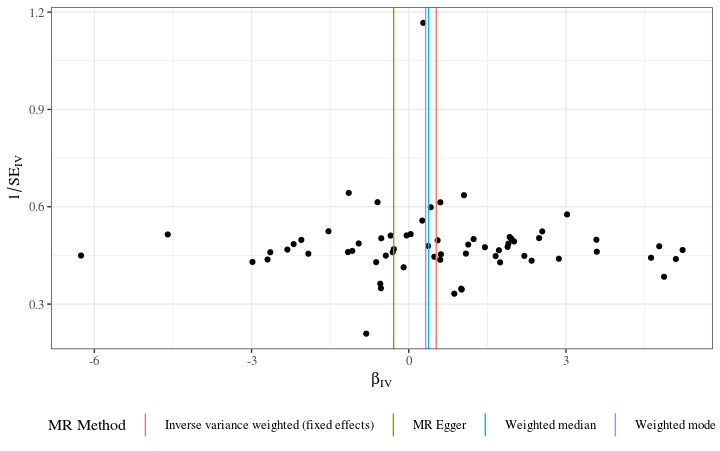 1.2
0.9
0.6
0.3
1/SE_IV
-6
-3
0
3
β_IV
MR Method
Inverse variance weighted (fixed effects)
MR Egger
Weighted median
Weighted mode